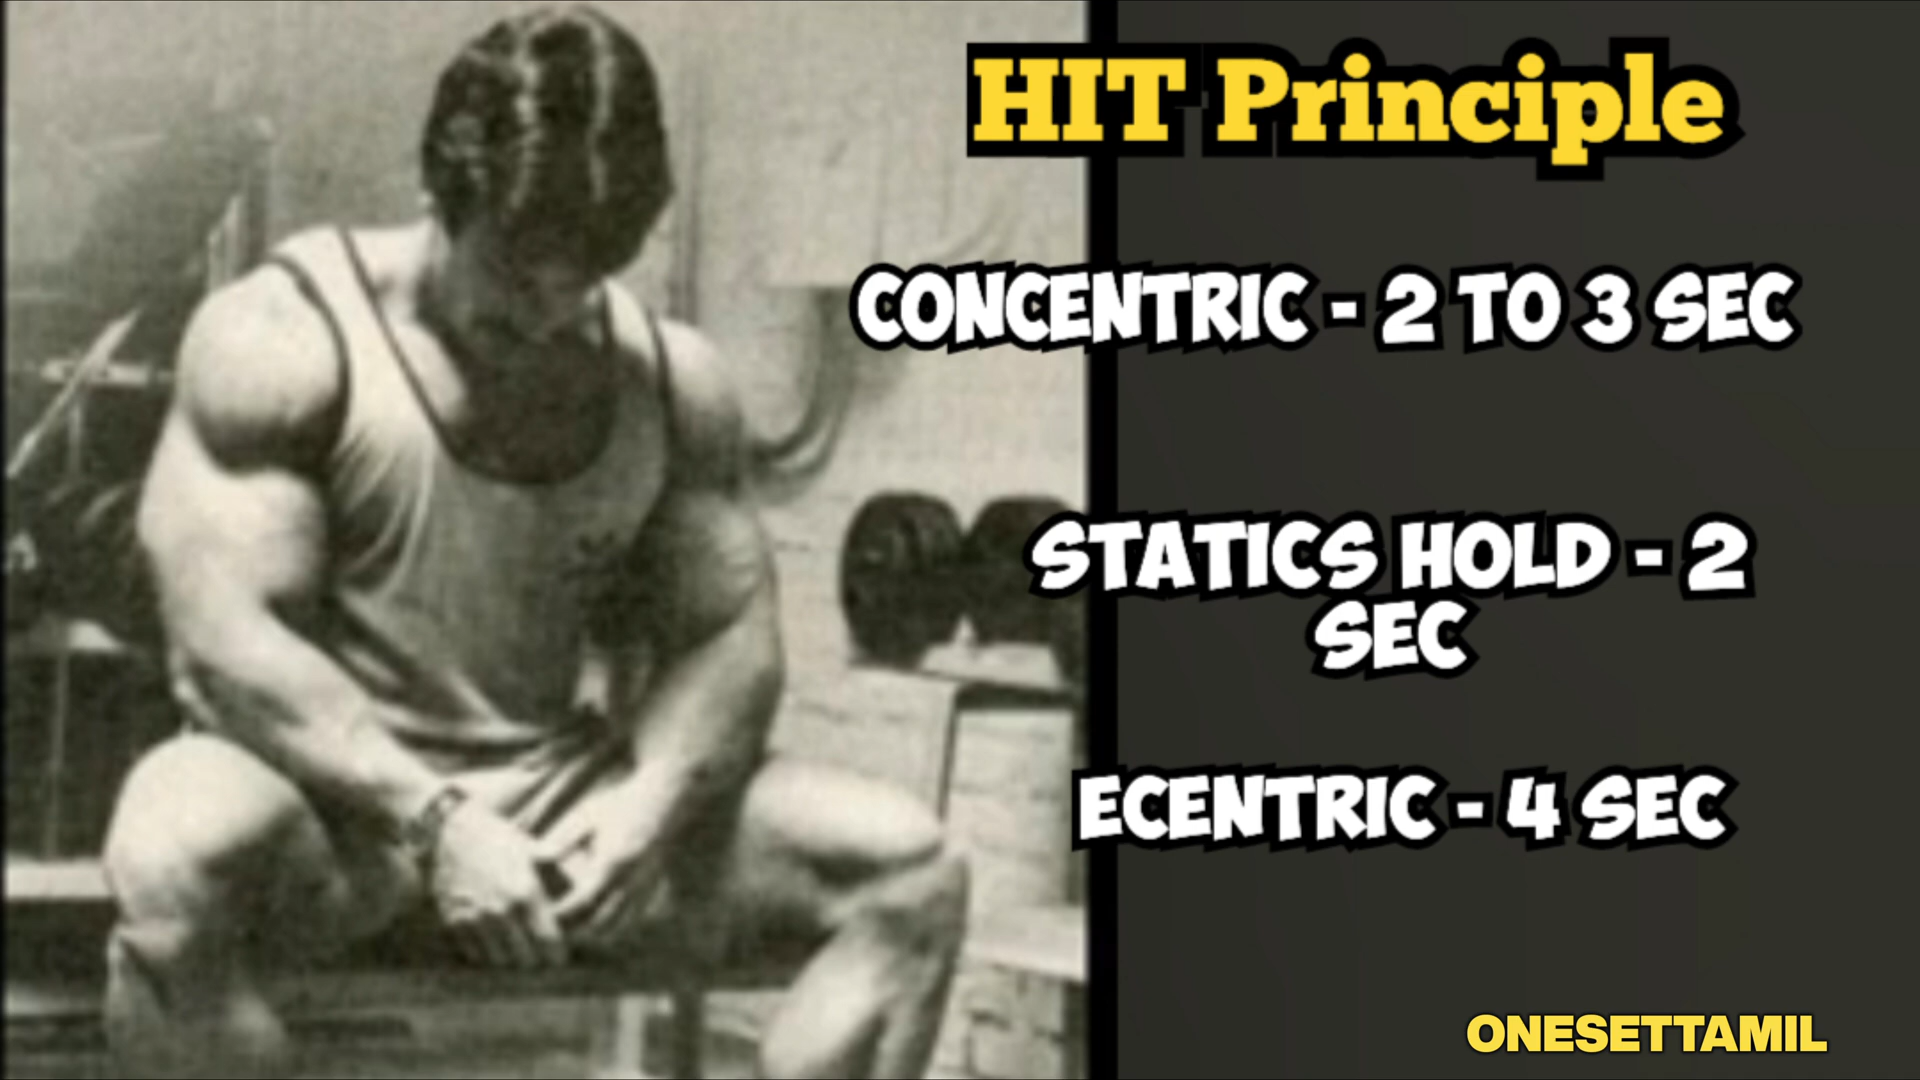 HIT Principle
CONCENTRIC - 2 TO 3 SEC
STATICS HOLD - 2
SEC
ECENTRIC - 4 SEC
ONESETTAMIL